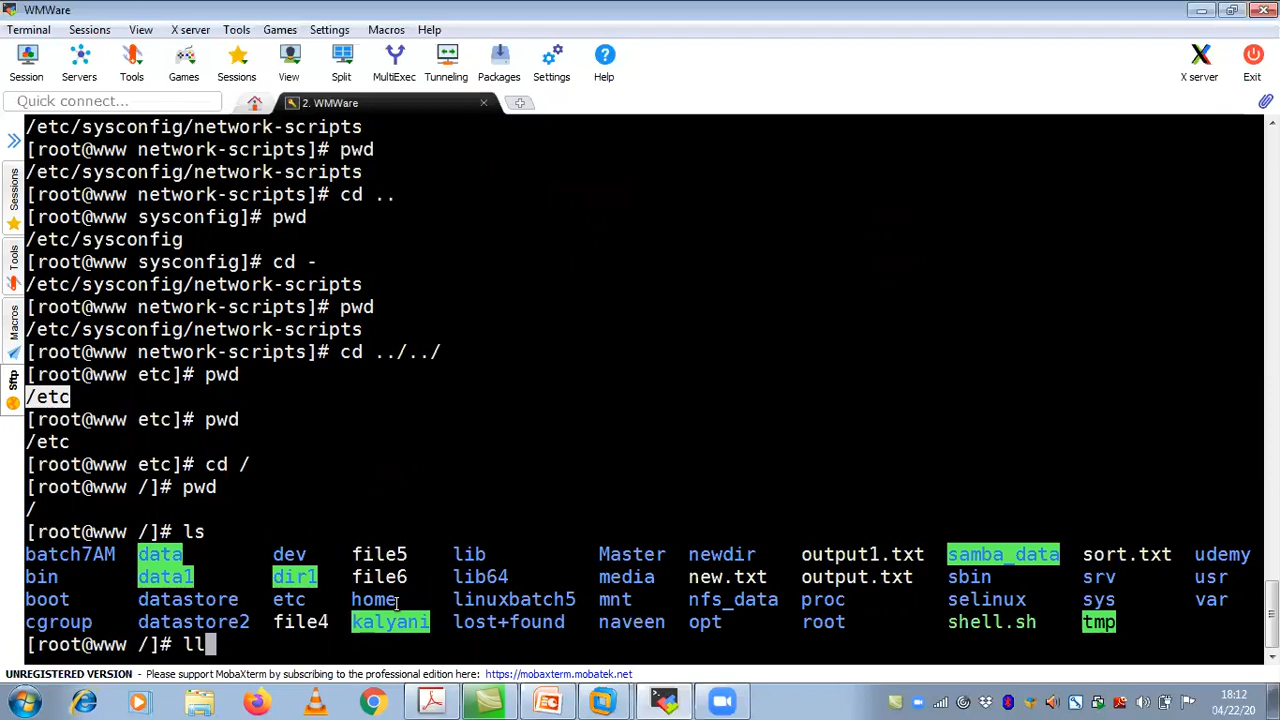 WMWare
Terminal Sessions View X server Tools Games Settings Macros Help
Session Servers Tools Games Sessions View Split MultiExec Tunneling Packages Settings Help X server Exit
Quick connect... 2. WMWare
Sessions
Tools
Macros
Sftp
/etc/sysconfig/network-scripts
[root@www network-scripts]# pwd
/etc/sysconfig/network-scripts
[root@www network-scripts]# cd ..
[root@www sysconfig]# pwd
/etc/sysconfig
[root@www sysconfig]# cd -
/etc/sysconfig/network-scripts
[root@www network-scripts]# pwd
/etc/sysconfig/network-scripts
[root@www network-scripts]# cd ../../
[root@www etc]# pwd
/etc
[root@www etc]# pwd
/etc
[root@www etc]# cd /
[root@www /]# pwd
/
[root@www /]# ls
batch7AM data dev file5 lib Master newdir output1.txt samba_data sort.txt udemy
bin data1 dir1 file6 lib64 media new.txt output.txt sbin srv usr
boot datastore etc home linuxbatch5 mnt nfs_data proc selinux sys var
cgroup datastore2 file4 kalyani lost+found naveen opt root shell.sh tmp
[root@www /]# ll
UNREGISTERED VERSION - Please support MobaXterm by subscribing to the professional edition here: https://mobaxterm.mobatek.net
18:12
04/22/20